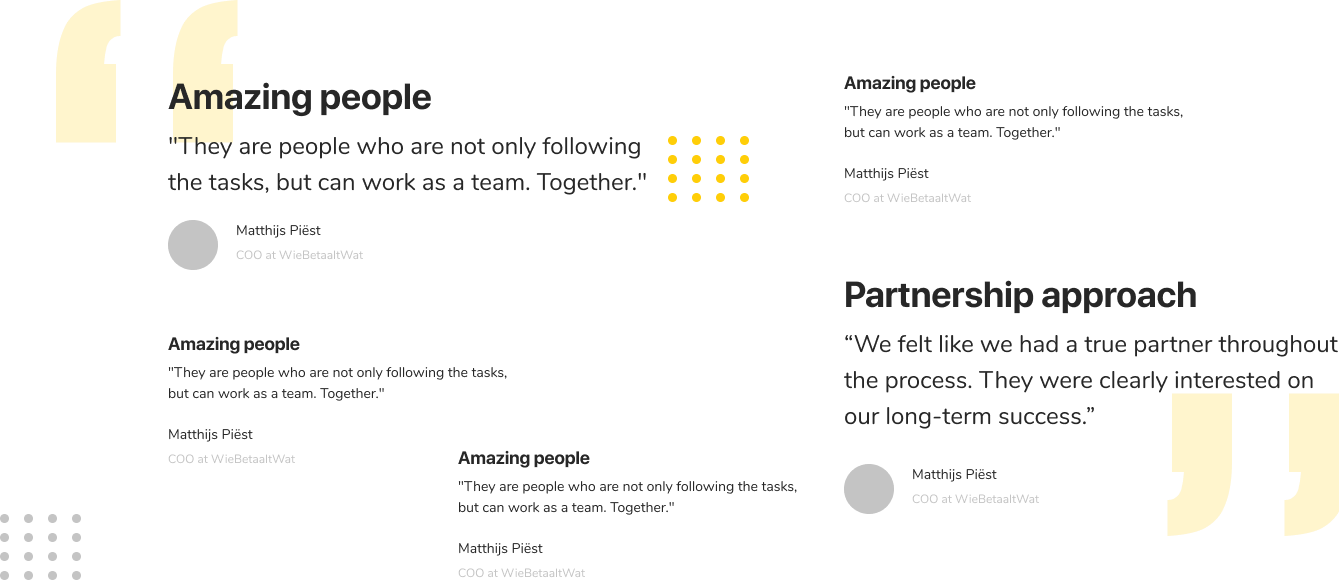 Amazing people
"They are people who are not only following
the tasks, but can work as a team. Together."
Matthijs Piëst
COO at WieBetaaltWat
Amazing people
"They are people who are not only following the tasks,
but can work as a team. Together."
Matthijs Piëst
COO at WieBetaaltWat
Amazing people
"They are people who are not only following the tasks,
but can work as a team. Together."
Matthijs Piëst
COO at WieBetaaltWat
Amazing people
"They are people who are not only following the tasks,
but can work as a team. Together."
Matthijs Piëst
COO at WieBetaaltWat
Partnership approach
“We felt like we had a true partner throughout
the process. They were clearly interested on
our long-term success.”
Matthijs Piëst
COO at WieBetaaltWat